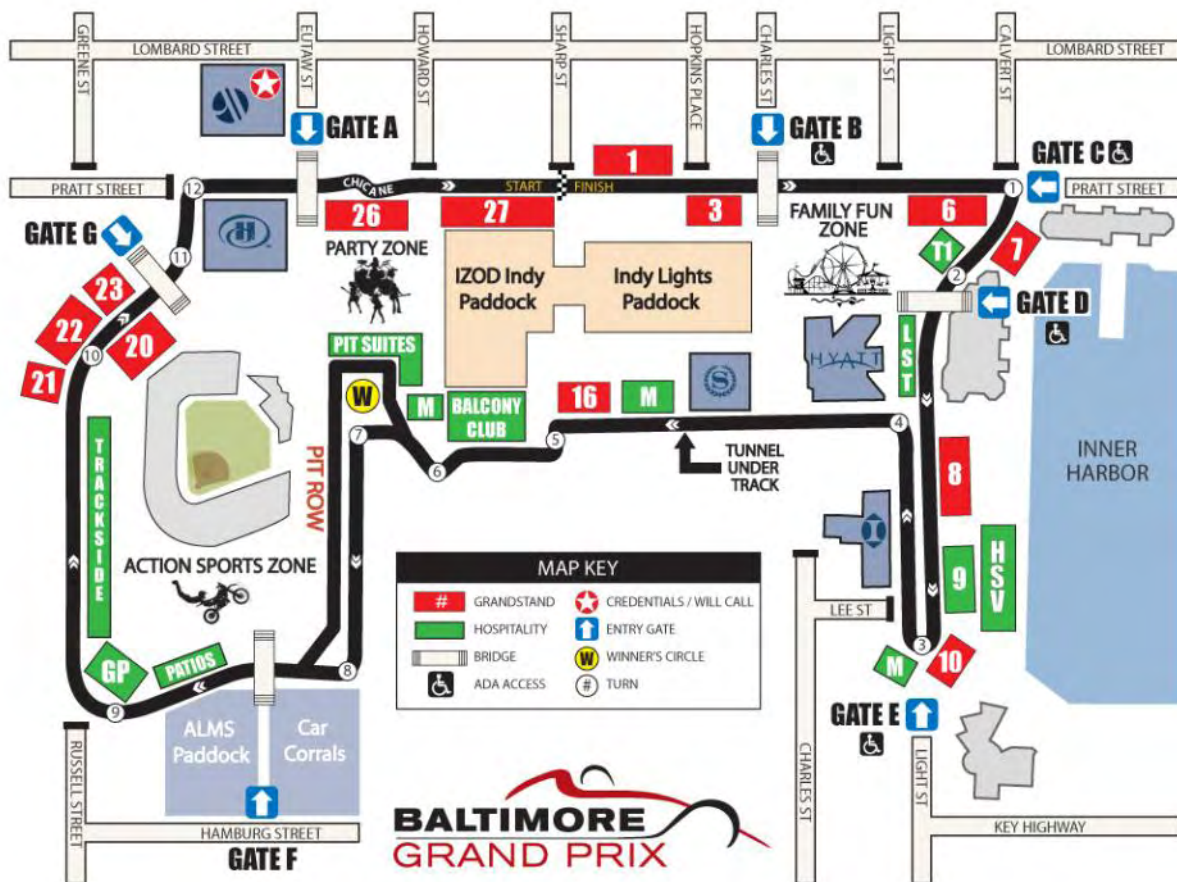 GREENE ST
LOMBARD STREET
EUTAW ST
HOWARD ST
SHARP ST
HOPKINS PLACE
CHARLES ST
LIGHT ST
CALVERT ST
LOMBARD STREET
GATE A
GATE B
GATE C
PRATT STREET
12
CHICANE
START
FINISH
1
1
PRATT STREET
26
27
3
FAMILY FUN
ZONE
6
7
T1
2
GATE G
11
H
PARTY ZONE
IZOD Indy
Paddock
Indy Lights
Paddock
GATE D
23
22
20
21
10
PIT SUITES
HYATT
LST
W
M
BALCONY
CLUB
16
M
S
7
6
5
4
TRACKSIDE
PIT ROW
TUNNEL
UNDER
TRACK
8
INNER
HARBOR
ACTION SPORTS ZONE
9
HSV
LEE ST
3
M
10
MAP KEY
# GRANDSTAND
CREDENTIALS / WILL CALL
HOSPITALITY
ENTRY GATE
BRIDGE
W WINNER'S CIRCLE
ADA ACCESS
# TURN
GP
PATIOS
8
9
ALMS
Paddock
Car
Corrals
GATE E
RUSSELL STREET
HAMBURG STREET
GATE F
CHARLES ST
LIGHT ST
KEY HIGHWAY
BALTIMORE
GRAND PRIX